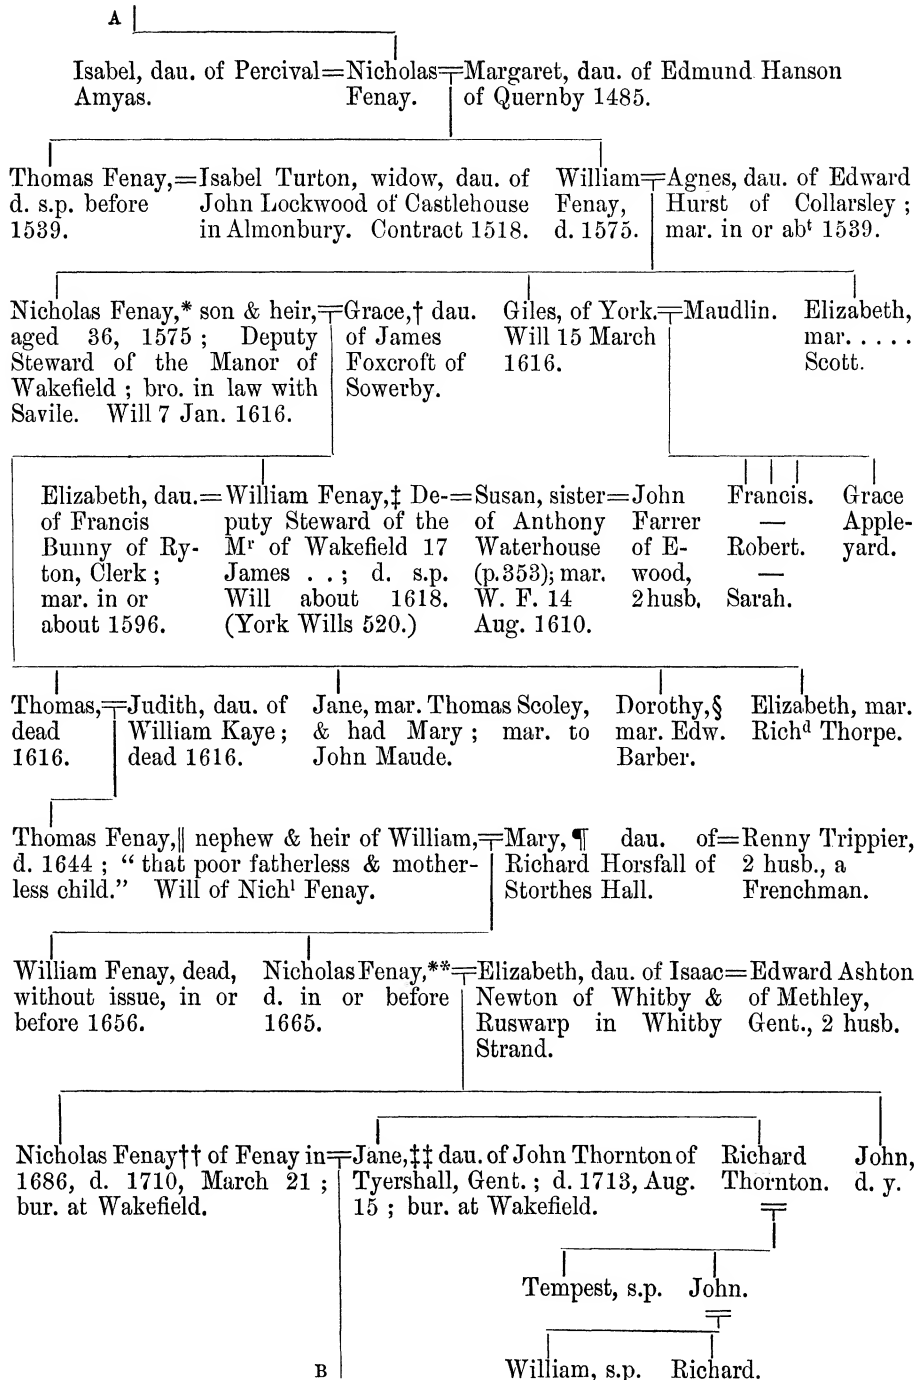 A
Isabel, dau. of Percival=Nicholas=Margaret, dau. of Edmund Hanson
Amyas. Fenay. of Quernby 1485.
Thomas Fenay,=Isabel Turton, widow, dau. of William=Agnes, dau. of Edward
d. s.p. before John Lockwood of Castlehouse Fenay, Hurst of Collarsley;
1539. in Almonbury. Contract 1518. d. 1575. mar. in or abᵗ 1539.
Nicholas Fenay,* son & heir,=Grace,† dau. Giles, of York.=Maudlin. Elizabeth,
aged 36, 1575; Deputy of James Will 15 March mar. . . . .
Steward of the Manor of Foxcroft of 1616. Scott.
Wakefield; bro. in law with Sowerby.
Savile. Will 7 Jan. 1616.
Elizabeth, dau.=William Fenay,‡ De-=Susan, sister=John Francis. Grace
of Francis puty Steward of the of Anthony Farrer — Apple-
Bunny of Ry- Mʳ of Wakefield 17 Waterhouse of E- Robert. yard.
ton, Clerk; James . .; d. s.p. (p. 353); mar. wood, —
mar. in or Will about 1618. W. F. 14 2 husb. Sarah.
about 1596. (York Wills 520.) Aug. 1610.
Thomas,=Judith, dau. of Jane, mar. Thomas Scoley, Dorothy,§ Elizabeth, mar.
dead William Kaye; & had Mary; mar. to mar. Edw. Richᵈ Thorpe.
1616. dead 1616. John Maude. Barber.
Thomas Fenay,‖ nephew & heir of William,=Mary,¶ dau. of=Renny Trippier,
d. 1644; “that poor fatherless & mother- Richard Horsfall of 2 husb., a
less child.” Will of Nichˡ Fenay. Storthes Hall. Frenchman.
William Fenay, dead, Nicholas Fenay,**=Elizabeth, dau. of Isaac=Edward Ashton
without issue, in or d. in or before Newton of Whitby & of Methley,
before 1656. 1665. Ruswarp in Whitby Gent., 2 husb.
Strand.
Nicholas Fenay†† of Fenay in=Jane,‡‡ dau. of John Thornton of Richard John,
1686, d. 1710, March 21; Tyershall, Gent.; d. 1713, Aug. Thornton. d. y.
bur. at Wakefield. 15; bur. at Wakefield.
Tempest, s.p. John.
B William, s.p. Richard.